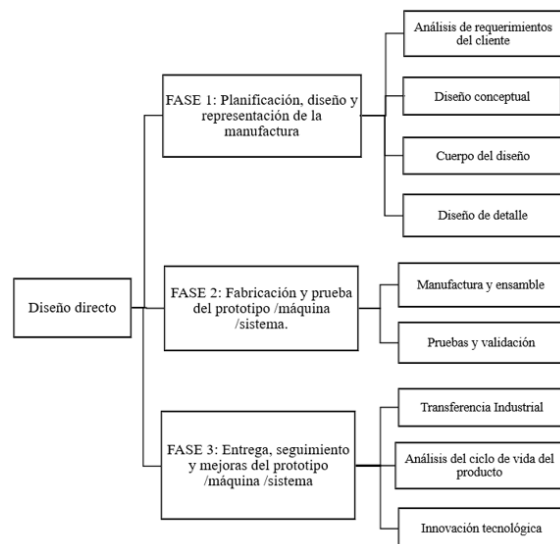 Diseño directo
FASE 1: Planificación, diseño y
representación de la
manufactura
Análisis de requerimientos
del cliente
Diseño conceptual
Cuerpo del diseño
Diseño de detalle
FASE 2: Fabricación y prueba
del prototipo /máquina
/sistema.
Manufactura y ensamble
Pruebas y validación
FASE 3: Entrega, seguimiento
y mejoras del prototipo
/máquina /sistema
Transferencia Industrial
Análisis del ciclo de vida del
producto
Innovación tecnológica